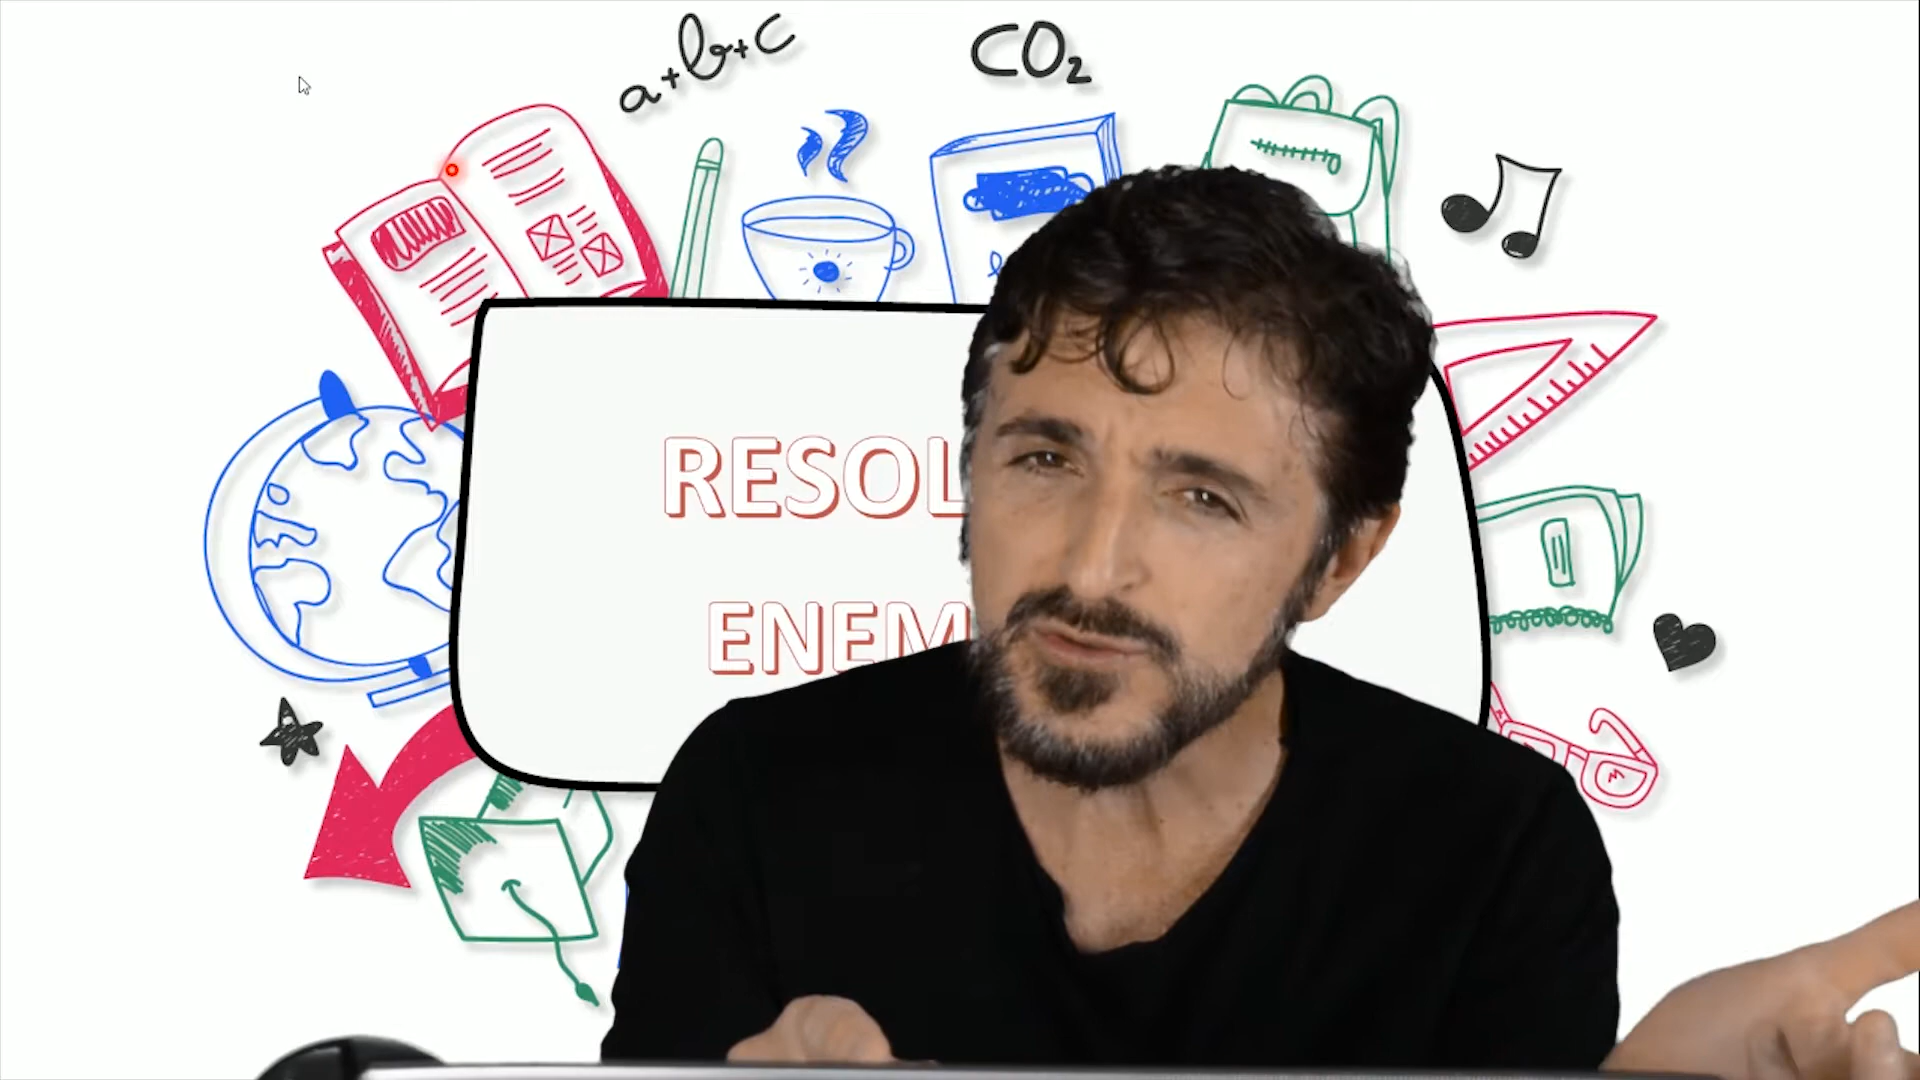 a+b+c
CO₂
RESOL
ENEM